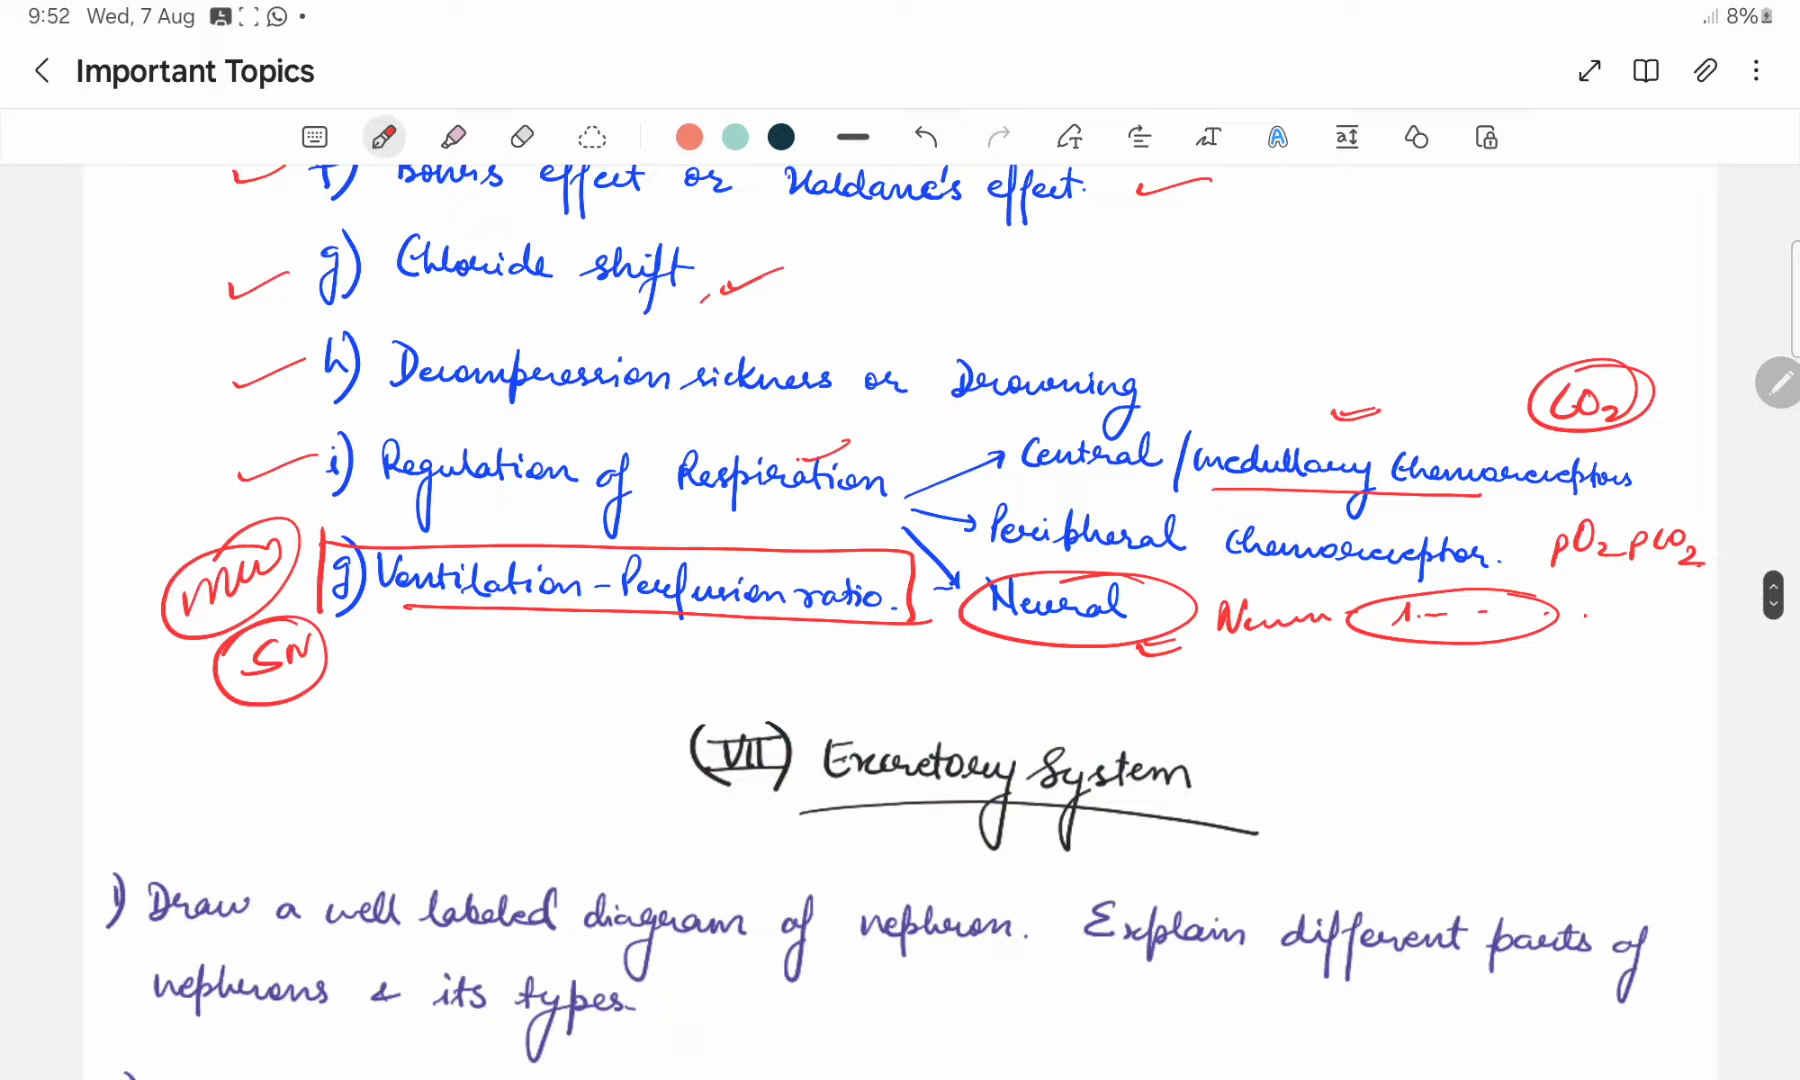 9:52 Wed, 7 Aug
8%
Important Topics
f) Bohr's effect or Haldane's effect.
g) Chloride shift
h) Decompression sickness or Drowning
CO2
i) Regulation of Respiration
Central / medullary chemoreceptors
Peripheral chemoreceptor. pO2 pCO2
g) Ventilation - Perfusion ratio.
Neural
SN
(VII) Excretory System
1) Draw a well labeled diagram of nephron. Explain different parts of
nephrons & its types.